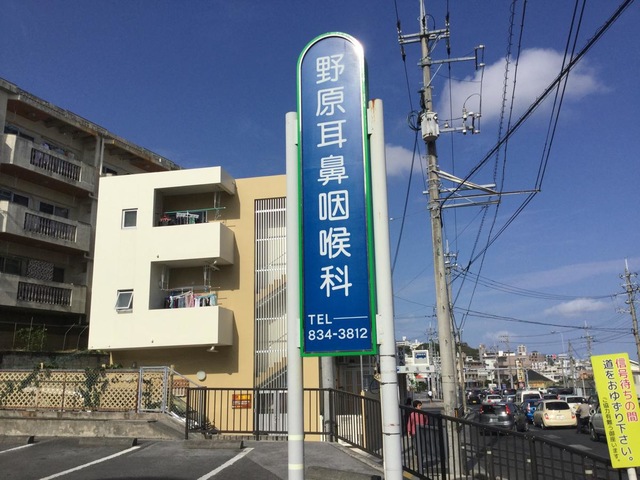 野原耳鼻咽喉科
TEL
834-3812
信号待ちの間
道をおゆずり下さい。